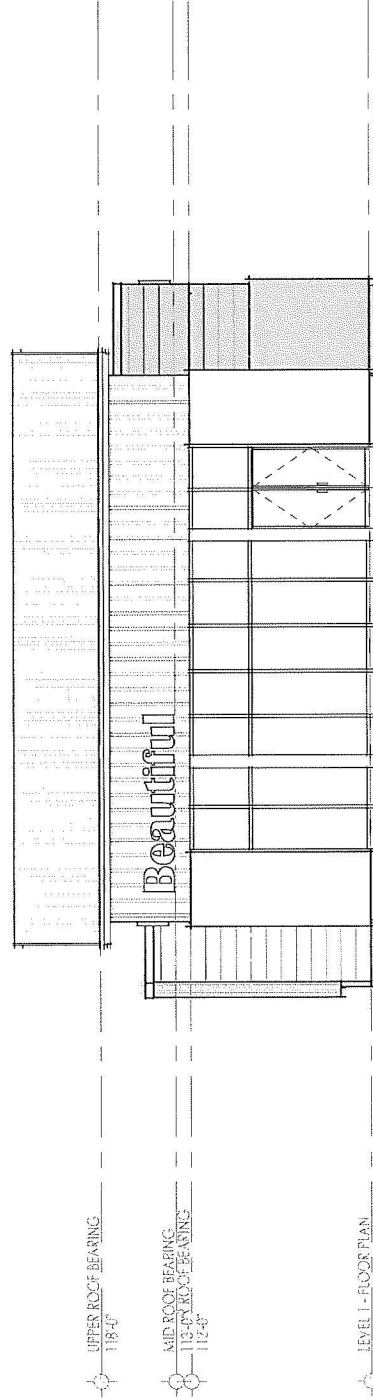 UPPER ROOF BEARING
118'-0"
MID ROOF BEARING
113'-0"
ROOF BEARING
112'-0"
LEVEL 1 - FLOOR PLAN
Beautiful